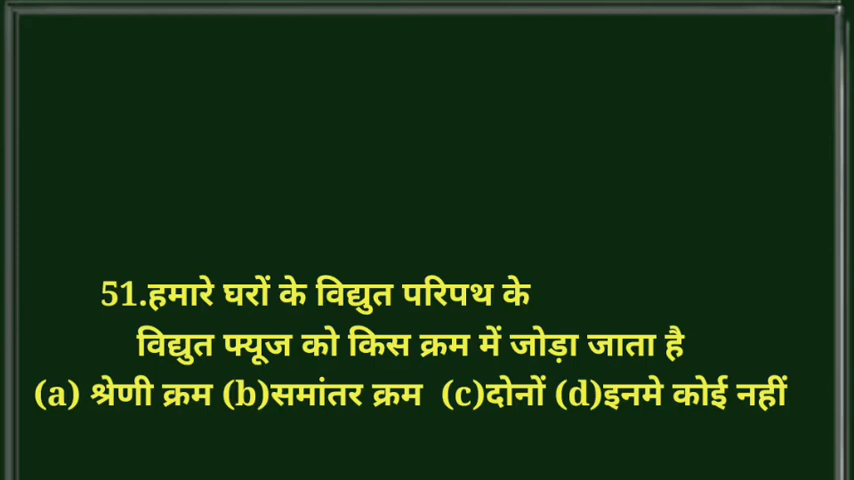 51.हमारे घरों के विद्युत परिपथ के
विद्युत फ्यूज को किस क्रम में जोड़ा जाता है
(a) श्रेणी क्रम (b)समांतर क्रम (c)दोनों (d)इनमे कोई नहीं